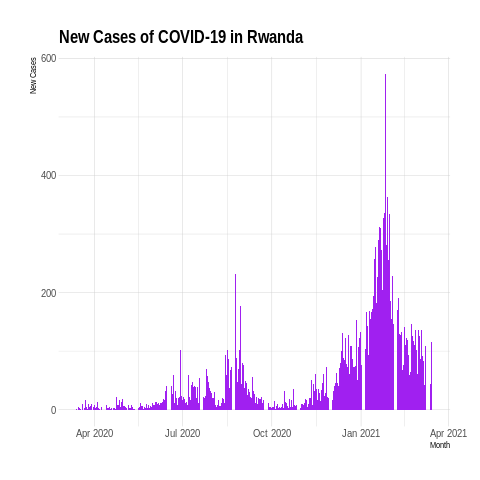 New Cases of COVID-19 in Rwanda
New Cases
600
400
200
0
Apr 2020
Jul 2020
Oct 2020
Jan 2021
Apr 2021
Month